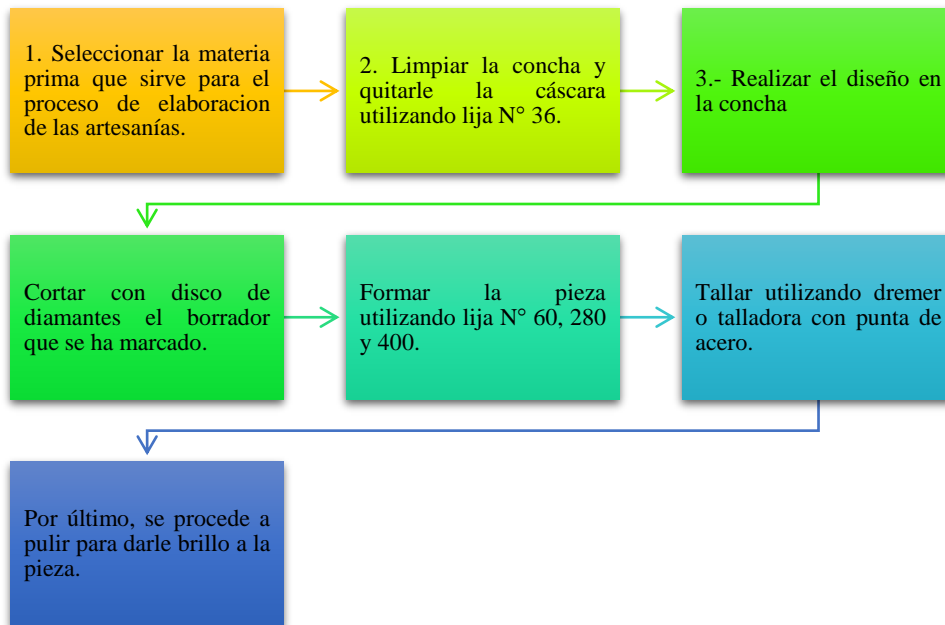 1. Seleccionar la materia
prima que sirve para el
proceso de elaboracion
de las artesanías.
2. Limpiar la concha y
quitarle la cáscara
utilizando lija N° 36.
3.- Realizar el diseño en
la concha
Cortar con disco de
diamantes el borrador
que se ha marcado.
Formar la pieza
utilizando lija N° 60, 280
y 400.
Tallar utilizando dremer
o talladora con punta de
acero.
Por último, se procede a
pulir para darle brillo a la
pieza.